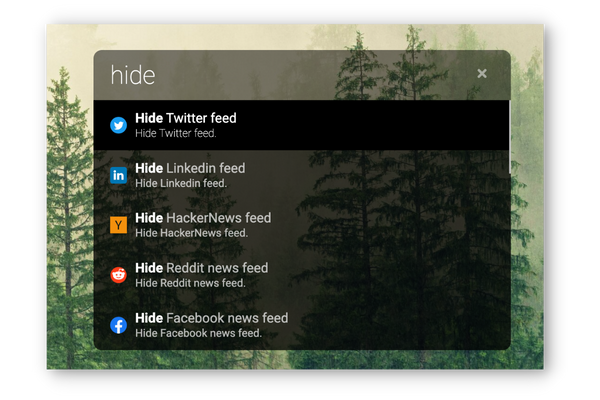 hide
Hide Twitter feed
Hide Twitter feed.
in
Hide Linkedin feed
Hide Linkedin feed.
Y
Hide HackerNews feed
Hide HackerNews feed.
Hide Reddit news feed
Hide Reddit news feed.
f
Hide Facebook news feed
Hide Facebook news feed.